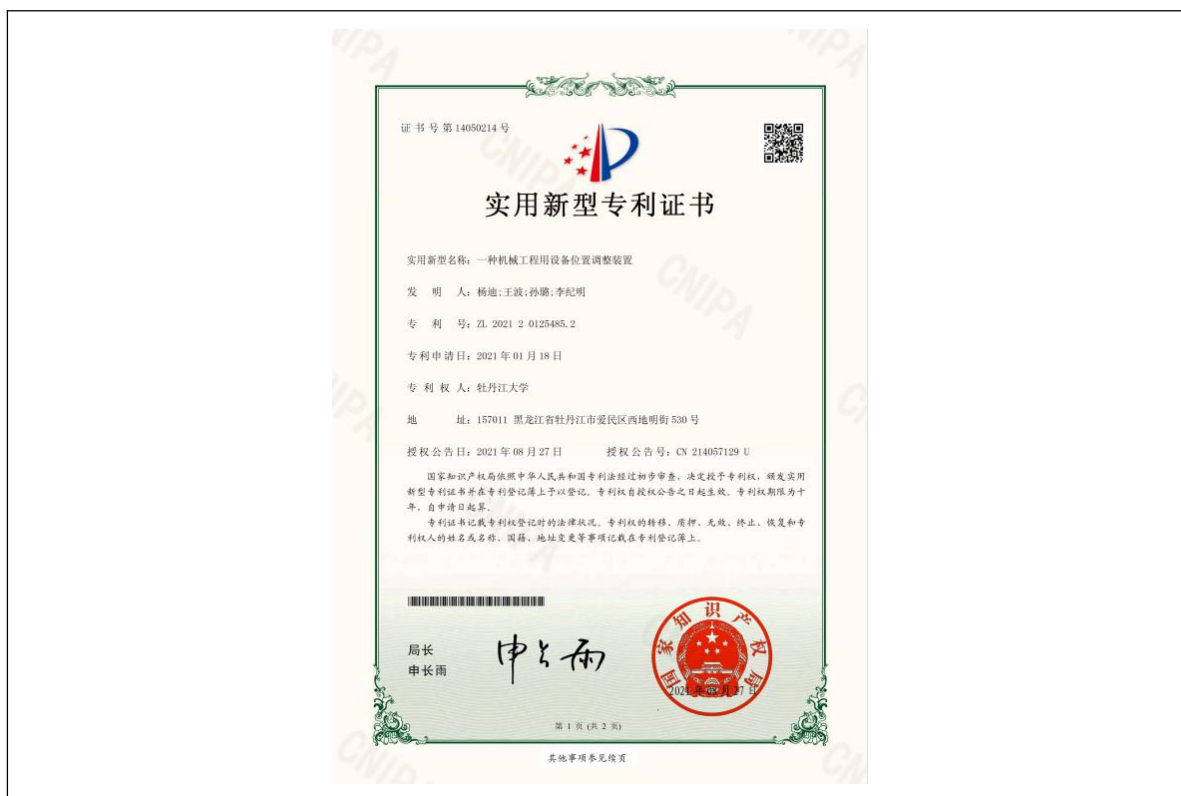 证书号第14050214号
实用新型专利证书
实用新型名称：一种机械工程用设备位置调整装置
发 明 人：杨迪;王波;孙璐;李纪明
专 利 号：ZL 2021 2 0125485.2
专利申请日：2021年01月18日
专 利 权 人：牡丹江大学
地 址：157011 黑龙江省牡丹江市爱民区西地明街530号
授权公告日：2021年08月27日 授权公告号：CN 214057129 U
国家知识产权局依照中华人民共和国专利法经过初步审查，决定授予专利权，颁发实用
新型专利证书并在专利登记簿上予以登记。专利权自授权公告之日起生效。专利权期限为十
年，自申请日起算。
专利证书记载专利权登记时的法律状况。专利权的转移、质押、无效、终止、恢复和专
利权人的姓名或名称、国籍、地址变更等事项记载在专利登记簿上。
局长
申长雨
申长雨
国家知识产权局
2021年08月27日
第 1 页 (共 2 页)
其他事项参见续页
CNIPA
CNIPA
CNIPA
CNIPA
CNIPA